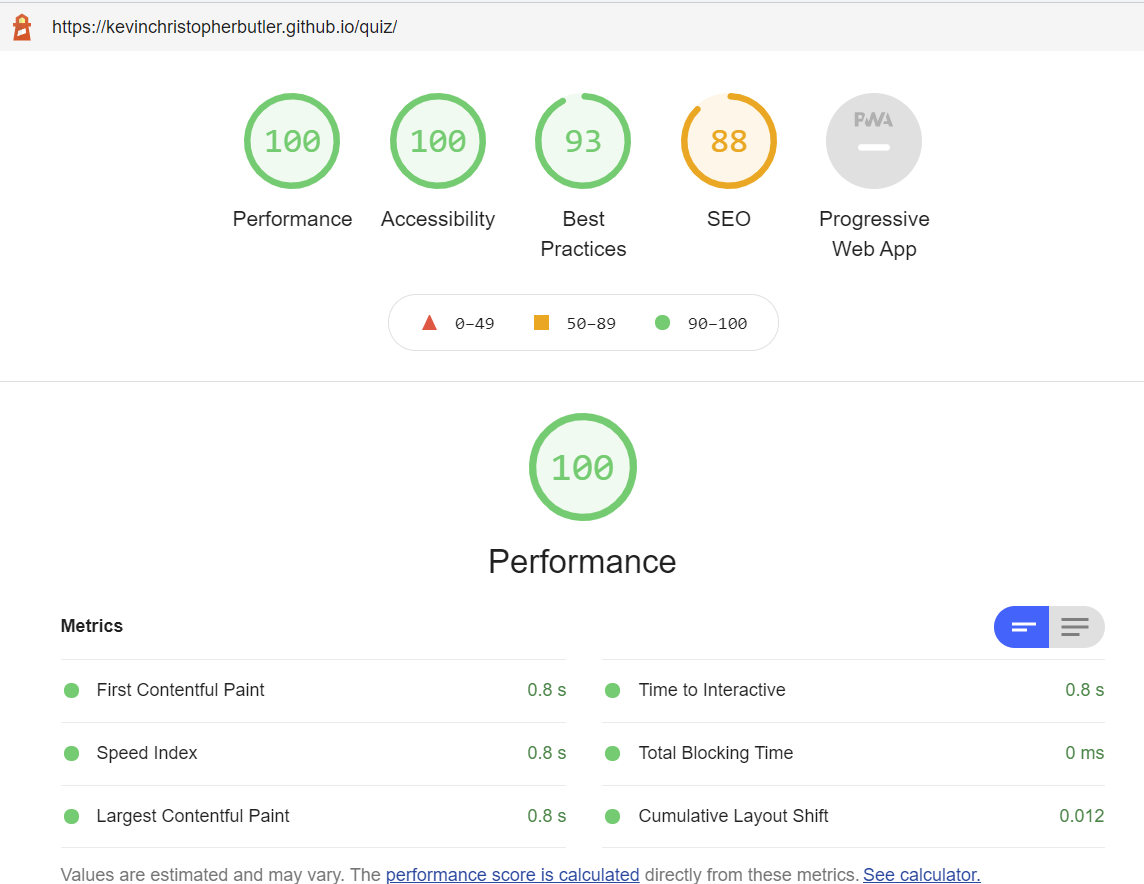 https://kevinchristopherbutler.github.io/quiz/
100 100 93 88 PWA
Performance Accessibility Best Practices SEO Progressive Web App
0–49 50–89 90–100
100
Performance
Metrics
First Contentful Paint 0.8 s
Time to Interactive 0.8 s
Speed Index 0.8 s
Total Blocking Time 0 ms
Largest Contentful Paint 0.8 s
Cumulative Layout Shift 0.012
Values are estimated and may vary. The performance score is calculated directly from these metrics. See calculator.